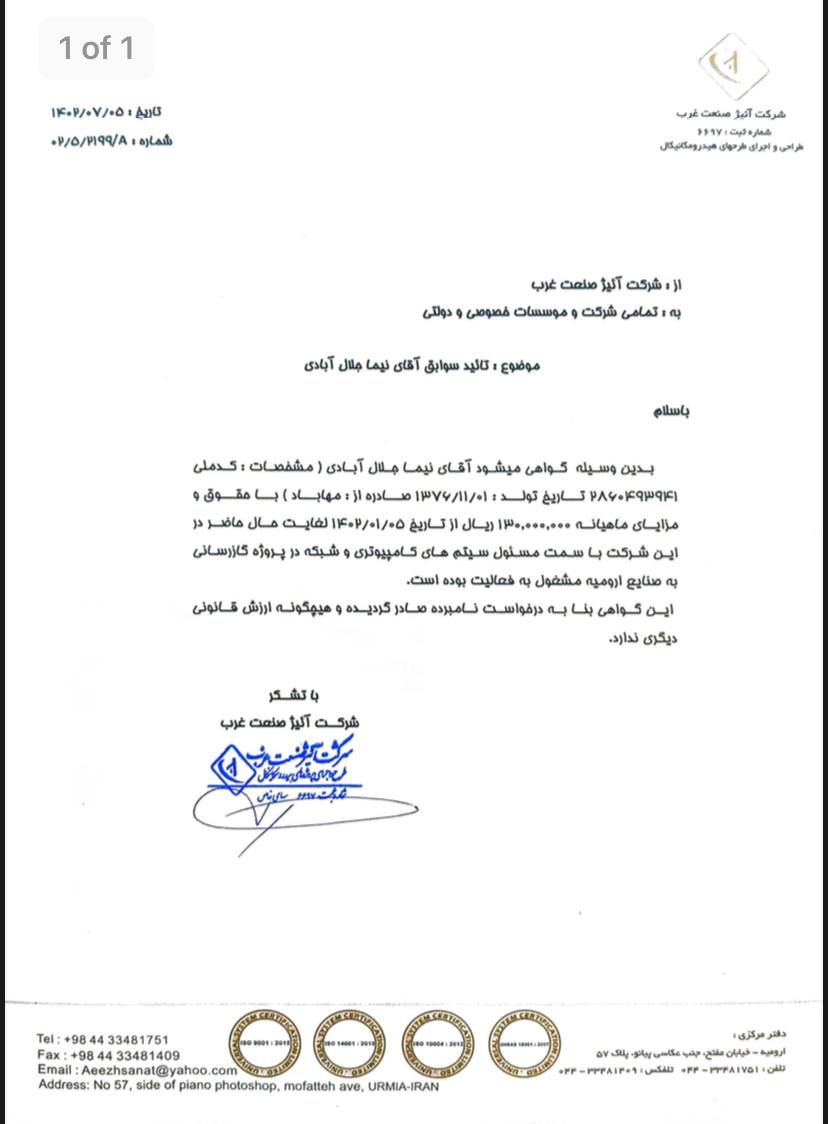 1 of 1
شرکت آئیژ صنعت غرب
شماره ثبت : ۶۶۹۷
طراحی و اجرای طرحهای هیدرومکانیکال
تاریخ : ۱۴۰۲/۰۷/۰۵
شماره : ۰۲/۵/۲۱۹۹/۸
از : شرکت آئیژ صنعت غرب
به : تمامی شرکت و موسسات خصوصی و دولتی
موضوع : تائید سوابق آقای نیما جلال آبادی
باسلام
بدین وسیله گواهی میشود آقای نیما جلال آبادی ( مشخصات : کدملی
۲۸۶۰۴۹۳۹۴۱ تاریخ تولد : ۱۳۷۶/۱۱/۰۱ صادره از : مهاباد ) با حقوق و
مزایای ماهیانه ۱۳۰,۰۰۰,۰۰۰ ریال از تاریخ ۱۴۰۲/۰۱/۰۵ لغایت حال حاضر در
این شرکت با سمت مسئول سیتم های کامپیوتری و شبکه در پروژه گازرسانی
به صنایع ارومیه مشغول به فعالیت بوده است.
این گواهی بنا به درخواست نامبرده صادر گردیده و هیچگونه ارزش قانونی
دیگری ندارد.
با تشکر
شرکت آئیژ صنعت غرب
شرکت آئیژ صنعت غرب
شماره ثبت ۶۶۹۷ سهامی خاص
دفتر مرکزی :
ارومیه – خیابان مفتح، جنب عکاسی پیانو، پلاک ۵۷
تلفن : ۳۳۴۸۱۷۵۱ – ۰۴۴ تلفکس : ۳۳۴۸۱۴۰۹ – ۰۴۴
UNIVERSAL SYSTEM CERTIFICATION LIMITED
ISO 9001 : 2015
ISO 14001 : 2015
ISO 10004 : 2012
OHSAS 18001 : 2007
Tel : +98 44 33481751
Fax : +98 44 33481409
Email : Aeezhsanat@yahoo.com
Address: No 57, side of piano photoshop, mofatteh ave, URMIA-IRAN